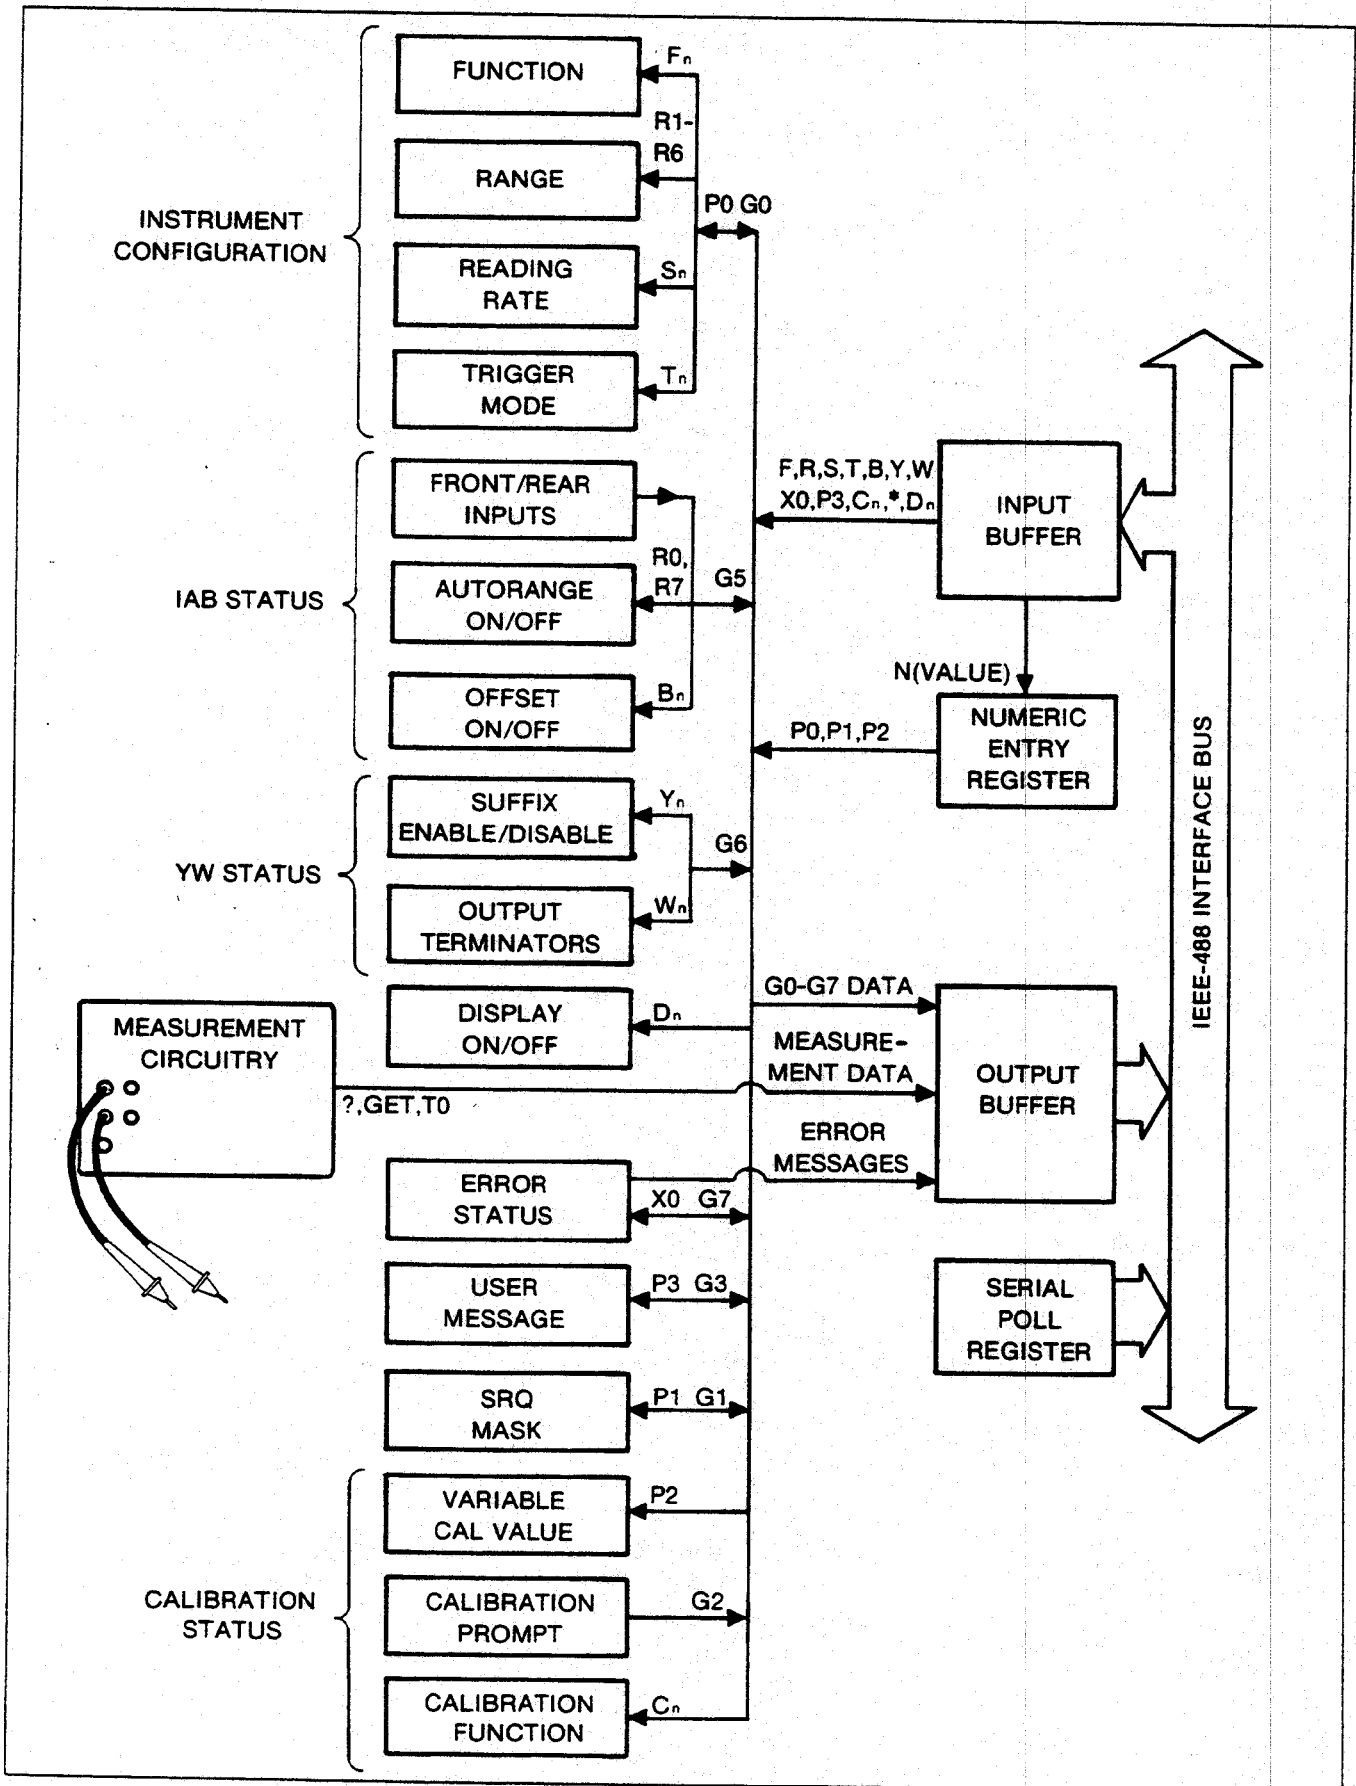 FUNCTION
Fn
R1-
R6
RANGE
P0 G0
INSTRUMENT
CONFIGURATION
READING
RATE
Sn
TRIGGER
MODE
Tn
FRONT/REAR
INPUTS
F,R,S,T,B,Y,W
X0,P3,Cn,*,Dn
INPUT
BUFFER
R0,
R7
G5
IAB STATUS
AUTORANGE
ON/OFF
N(VALUE)
OFFSET
ON/OFF
Bn
P0,P1,P2
NUMERIC
ENTRY
REGISTER
IEEE-488 INTERFACE BUS
SUFFIX
ENABLE/DISABLE
Yn
G6
YW STATUS
OUTPUT
TERMINATORS
Wn
G0-G7 DATA
DISPLAY
ON/OFF
Dn
MEASUREMENT
CIRCUITRY
MEASURE-
MENT DATA
OUTPUT
BUFFER
?,GET,T0
ERROR
MESSAGES
ERROR
STATUS
X0 G7
USER
MESSAGE
P3 G3
SERIAL
POLL
REGISTER
SRQ
MASK
P1 G1
VARIABLE
CAL VALUE
P2
CALIBRATION
STATUS
CALIBRATION
PROMPT
G2
CALIBRATION
FUNCTION
Cn